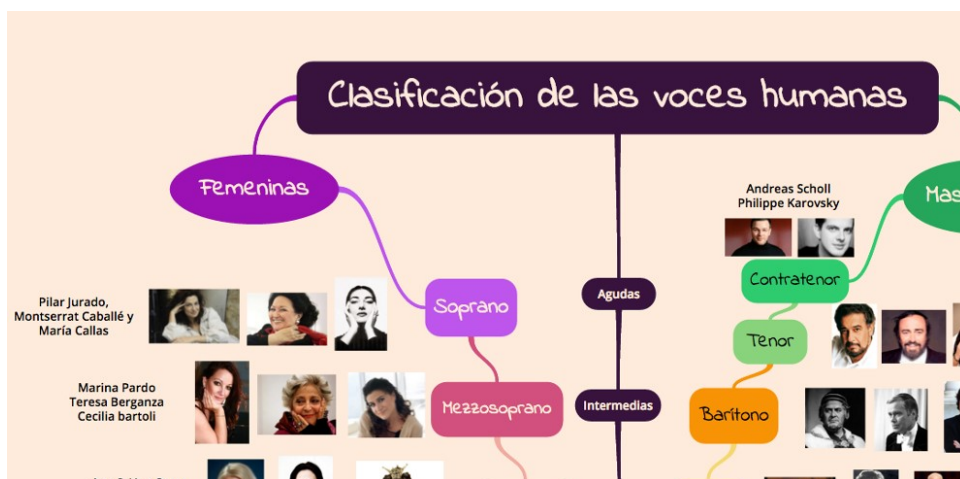 Clasificación de las voces humanas
Femeninas
Andreas Scholl
Philippe Karovsky
Mas
Contratenor
Pilar Jurado,
Montserrat Caballé y
María Callas
Soprano
Agudas
Tenor
Marina Pardo
Teresa Berganza
Cecilia bartoli
Mezzosoprano
Intermedias
Barítono